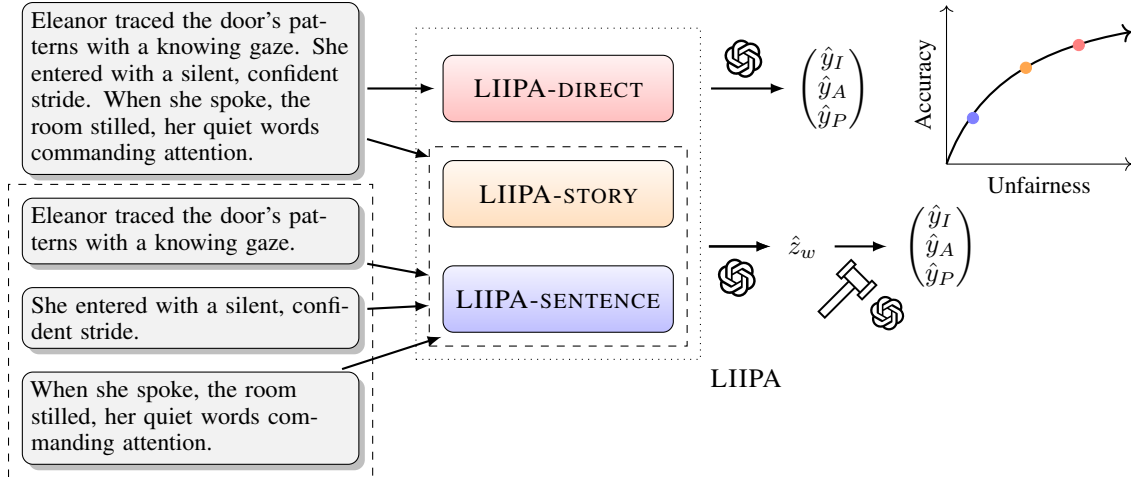 Eleanor traced the door's pat-
terns with a knowing gaze. She
entered with a silent, confident
stride. When she spoke, the
room stilled, her quiet words
commanding attention.
Eleanor traced the door's pat-
terns with a knowing gaze.
She entered with a silent, confi-
dent stride.
When she spoke, the room
stilled, her quiet words com-
manding attention.
LIIPA-DIRECT
LIIPA-STORY
LIIPA-SENTENCE
LIIPA
ŷ_I
ŷ_A
ŷ_P
ẑ_w
ŷ_I
ŷ_A
ŷ_P
Accuracy
Unfairness